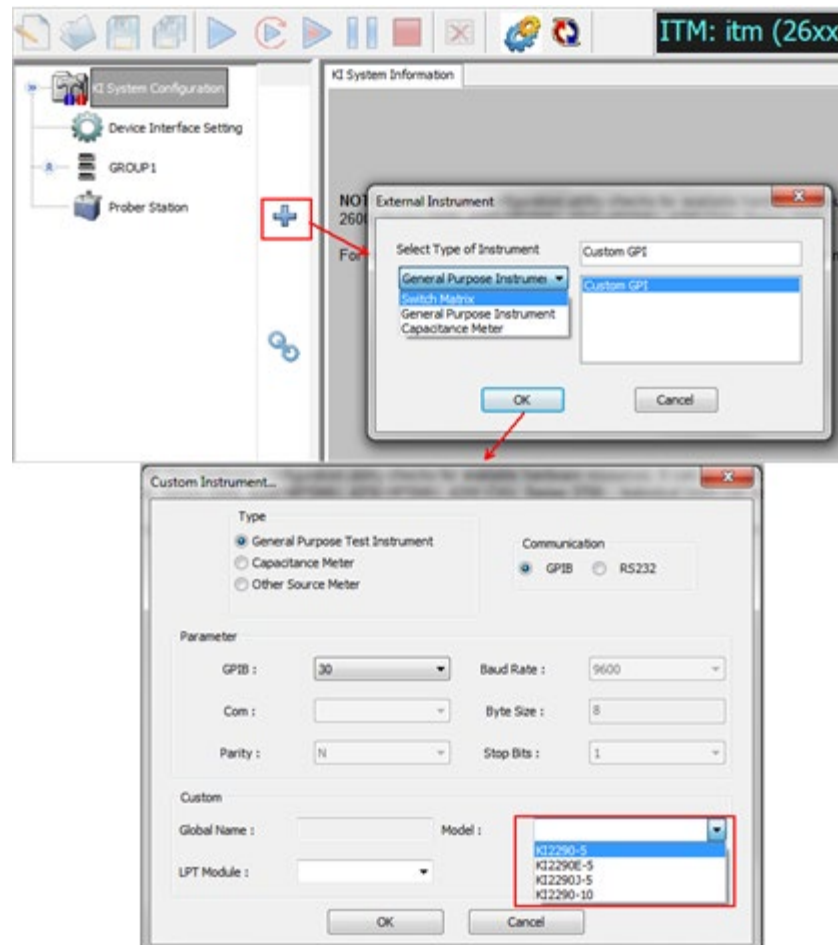 ITM: itm (26xx
KI System Configuration
KI System Information
Device Interface Setting
GROUP1
Prober Station
NOT
260
For
External Instrument
Select Type of Instrument
Custom GPI
General Purpose Instrumer
Custom GPI
Switch Matrix
General Purpose Instrument
Capacitance Meter
OK
Cancel
Custom Instrument...
Type
General Purpose Test Instrument
Capacitance Meter
Other Source Meter
Communication
GPIB
RS232
Parameter
GPIB :
30
Baud Rate :
9600
Com :
Byte Size :
8
Parity :
N
Stop Bits :
1
Custom
Global Name :
Model :
KI2290-5
KI2290E-5
KI2290J-5
KI2290-10
LPT Module :
OK
Cancel